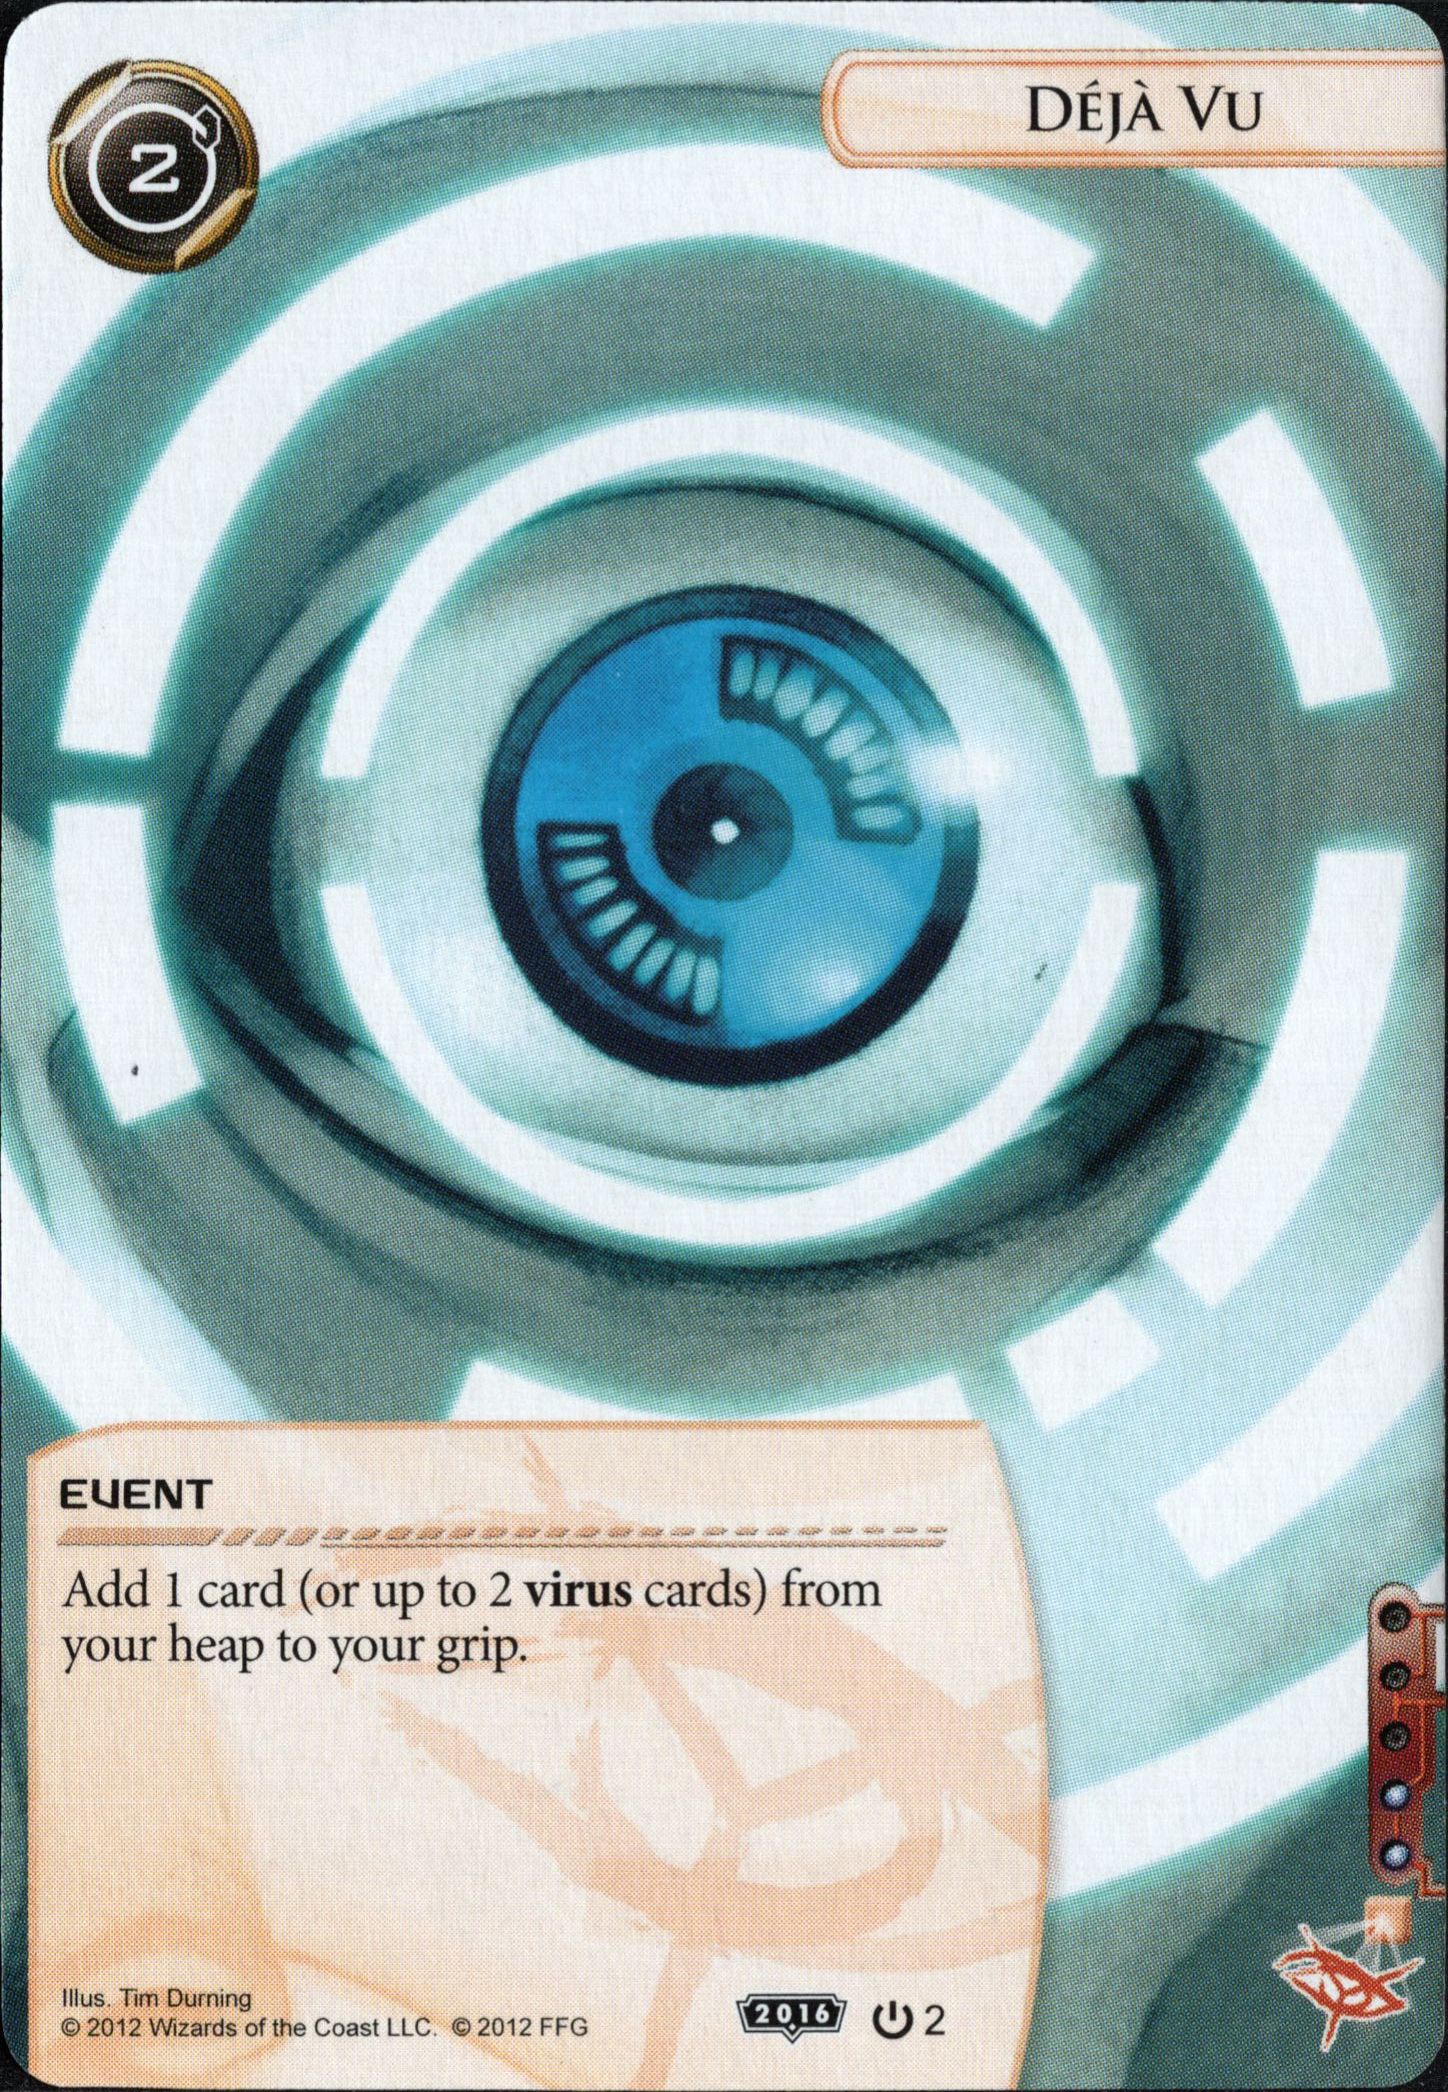 2
Déjà Vu
EVENT
Add 1 card (or up to 2 virus cards) from
your heap to your grip.
Illus. Tim Durning
© 2012 Wizards of the Coast LLC. © 2012 FFG
2016
2